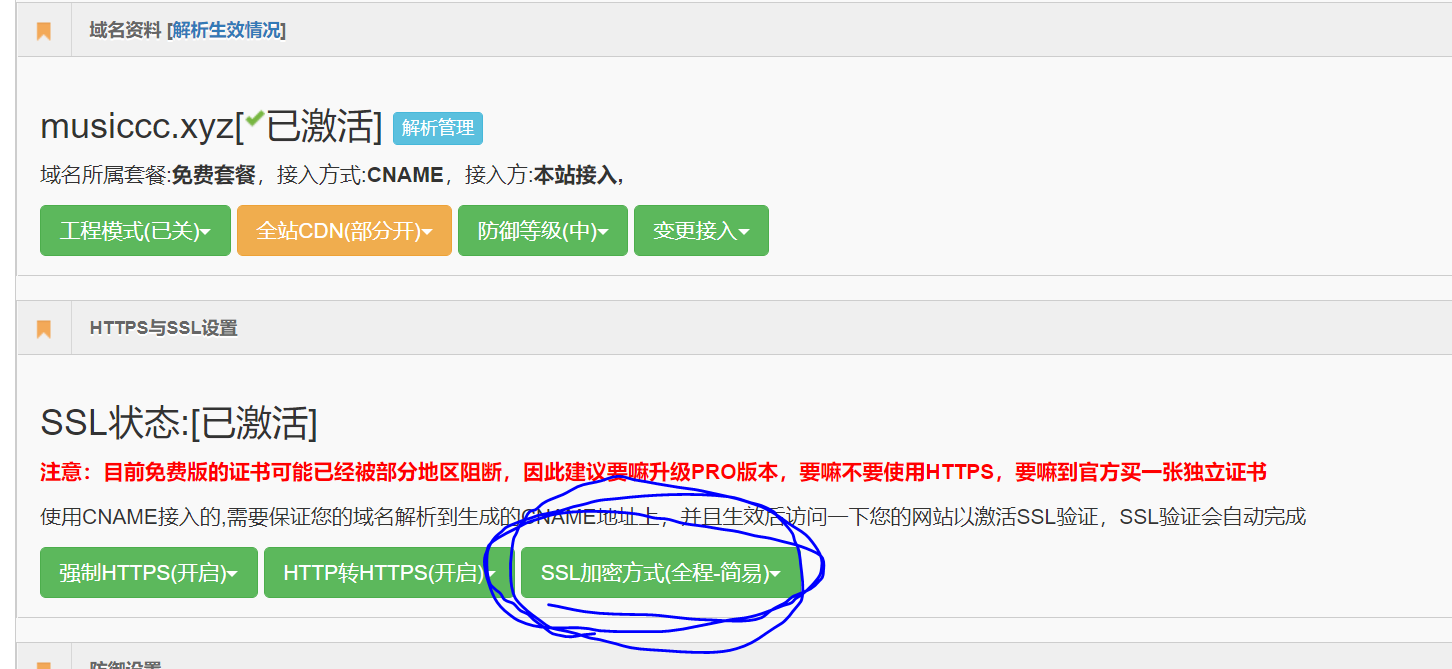 域名资料 [解析生效情况]
musiccc.xyz[已激活] 解析管理
域名所属套餐:免费套餐，接入方式:CNAME，接入方:本站接入,
工程模式(已关) 全站CDN(部分开) 防御等级(中) 变更接入
HTTPS与SSL设置
SSL状态:[已激活]
注意：目前免费版的证书可能已经被部分地区阻断，因此建议要嘛升级PRO版本，要嘛不要使用HTTPS，要嘛到官方买一张独立证书
使用CNAME接入的,需要保证您的域名解析到生成的CNAME地址上，并且生效后访问一下您的网站以激活SSL验证，SSL验证会自动完成
强制HTTPS(开启) HTTP转HTTPS(开启) SSL加密方式(全程-简易)
防御设置